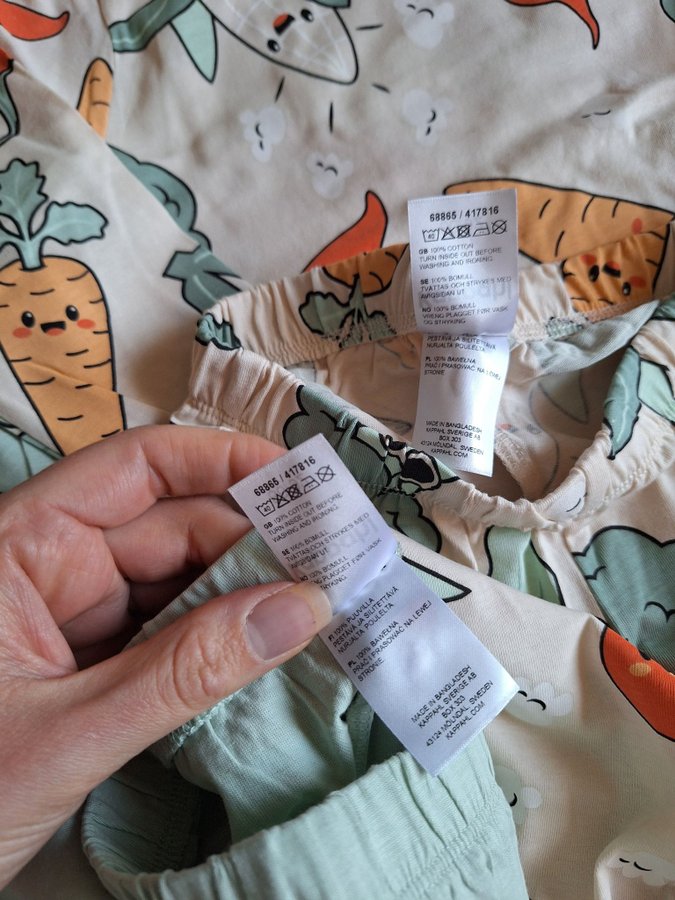 68865 / 417816
40
GB 100% COTTON
TURN INSIDE OUT BEFORE
WASHING AND IRONING.
SE 100% BOMULL
TVÄTTAS OCH STRYKES MED
AVIGSIDAN UT.
NO 100% BOMULL
VRENG PLAGGET FØR VASK
OG STRYKING
PESTÄVÄ JA SILITETTÄVÄ
NURJALTA PUOLELTA.
PL 100% BAWEŁNA
PRAĆ I PRASOWAĆ NA LEWEJ
STRONIE
MADE IN BANGLADESH
KAPPAHL SVERIGE AB
BOX 303
43124 MÖLNDAL, SWEDEN
KAPPAHL.COM
68865 / 417816
40
GB 100% COTTON
TURN INSIDE OUT BEFORE
WASHING AND IRONING.
SE 100% BOMULL
TVÄTTAS OCH STRYKES MED
AVIGSIDAN UT.
NO 100% BOMULL
PLAGGET FØR VASK
FI 100% PUUVILLA
PESTÄVÄ JA SILITETTÄVÄ
NURJALTA PUOLELTA.
PL 100% BAWEŁNA
PRAĆ I PRASOWAĆ NA LEWEJ
STRONIE
MADE IN BANGLADESH
KAPPAHL SVERIGE AB
BOX 303
43124 MÖLNDAL, SWEDEN
KAPPAHL.COM